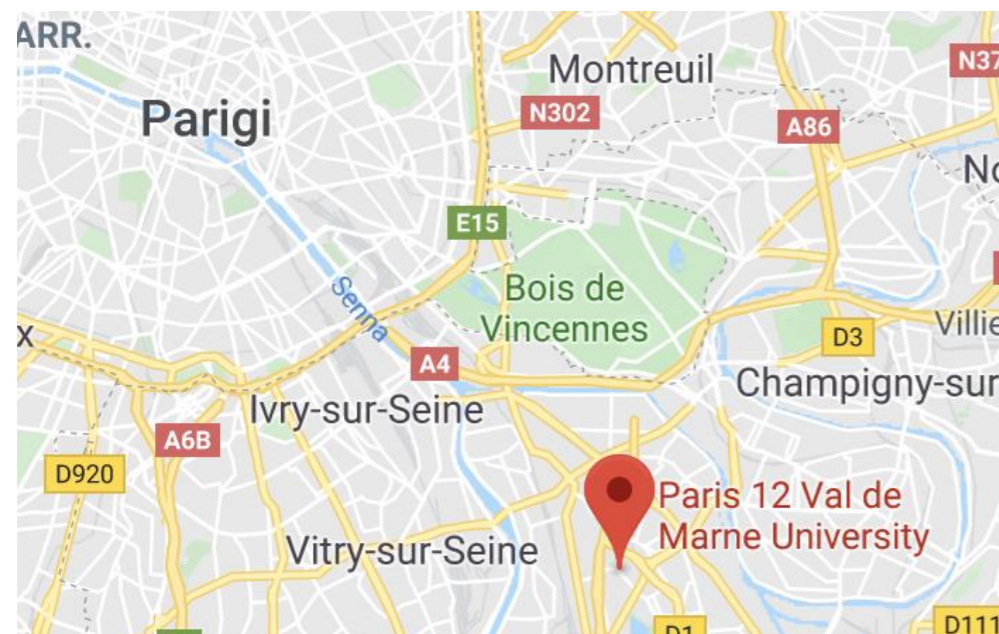 ARR.
Montreuil
N37
Parigi
N302
A86
No
E15
Bois de
Vincennes
Senna
X
D3
Villie
A4
Champigny-sur
Ivry-sur-Seine
A6B
D920
Paris 12 Val de
Marne University
Vitry-sur-Seine
D1
D111